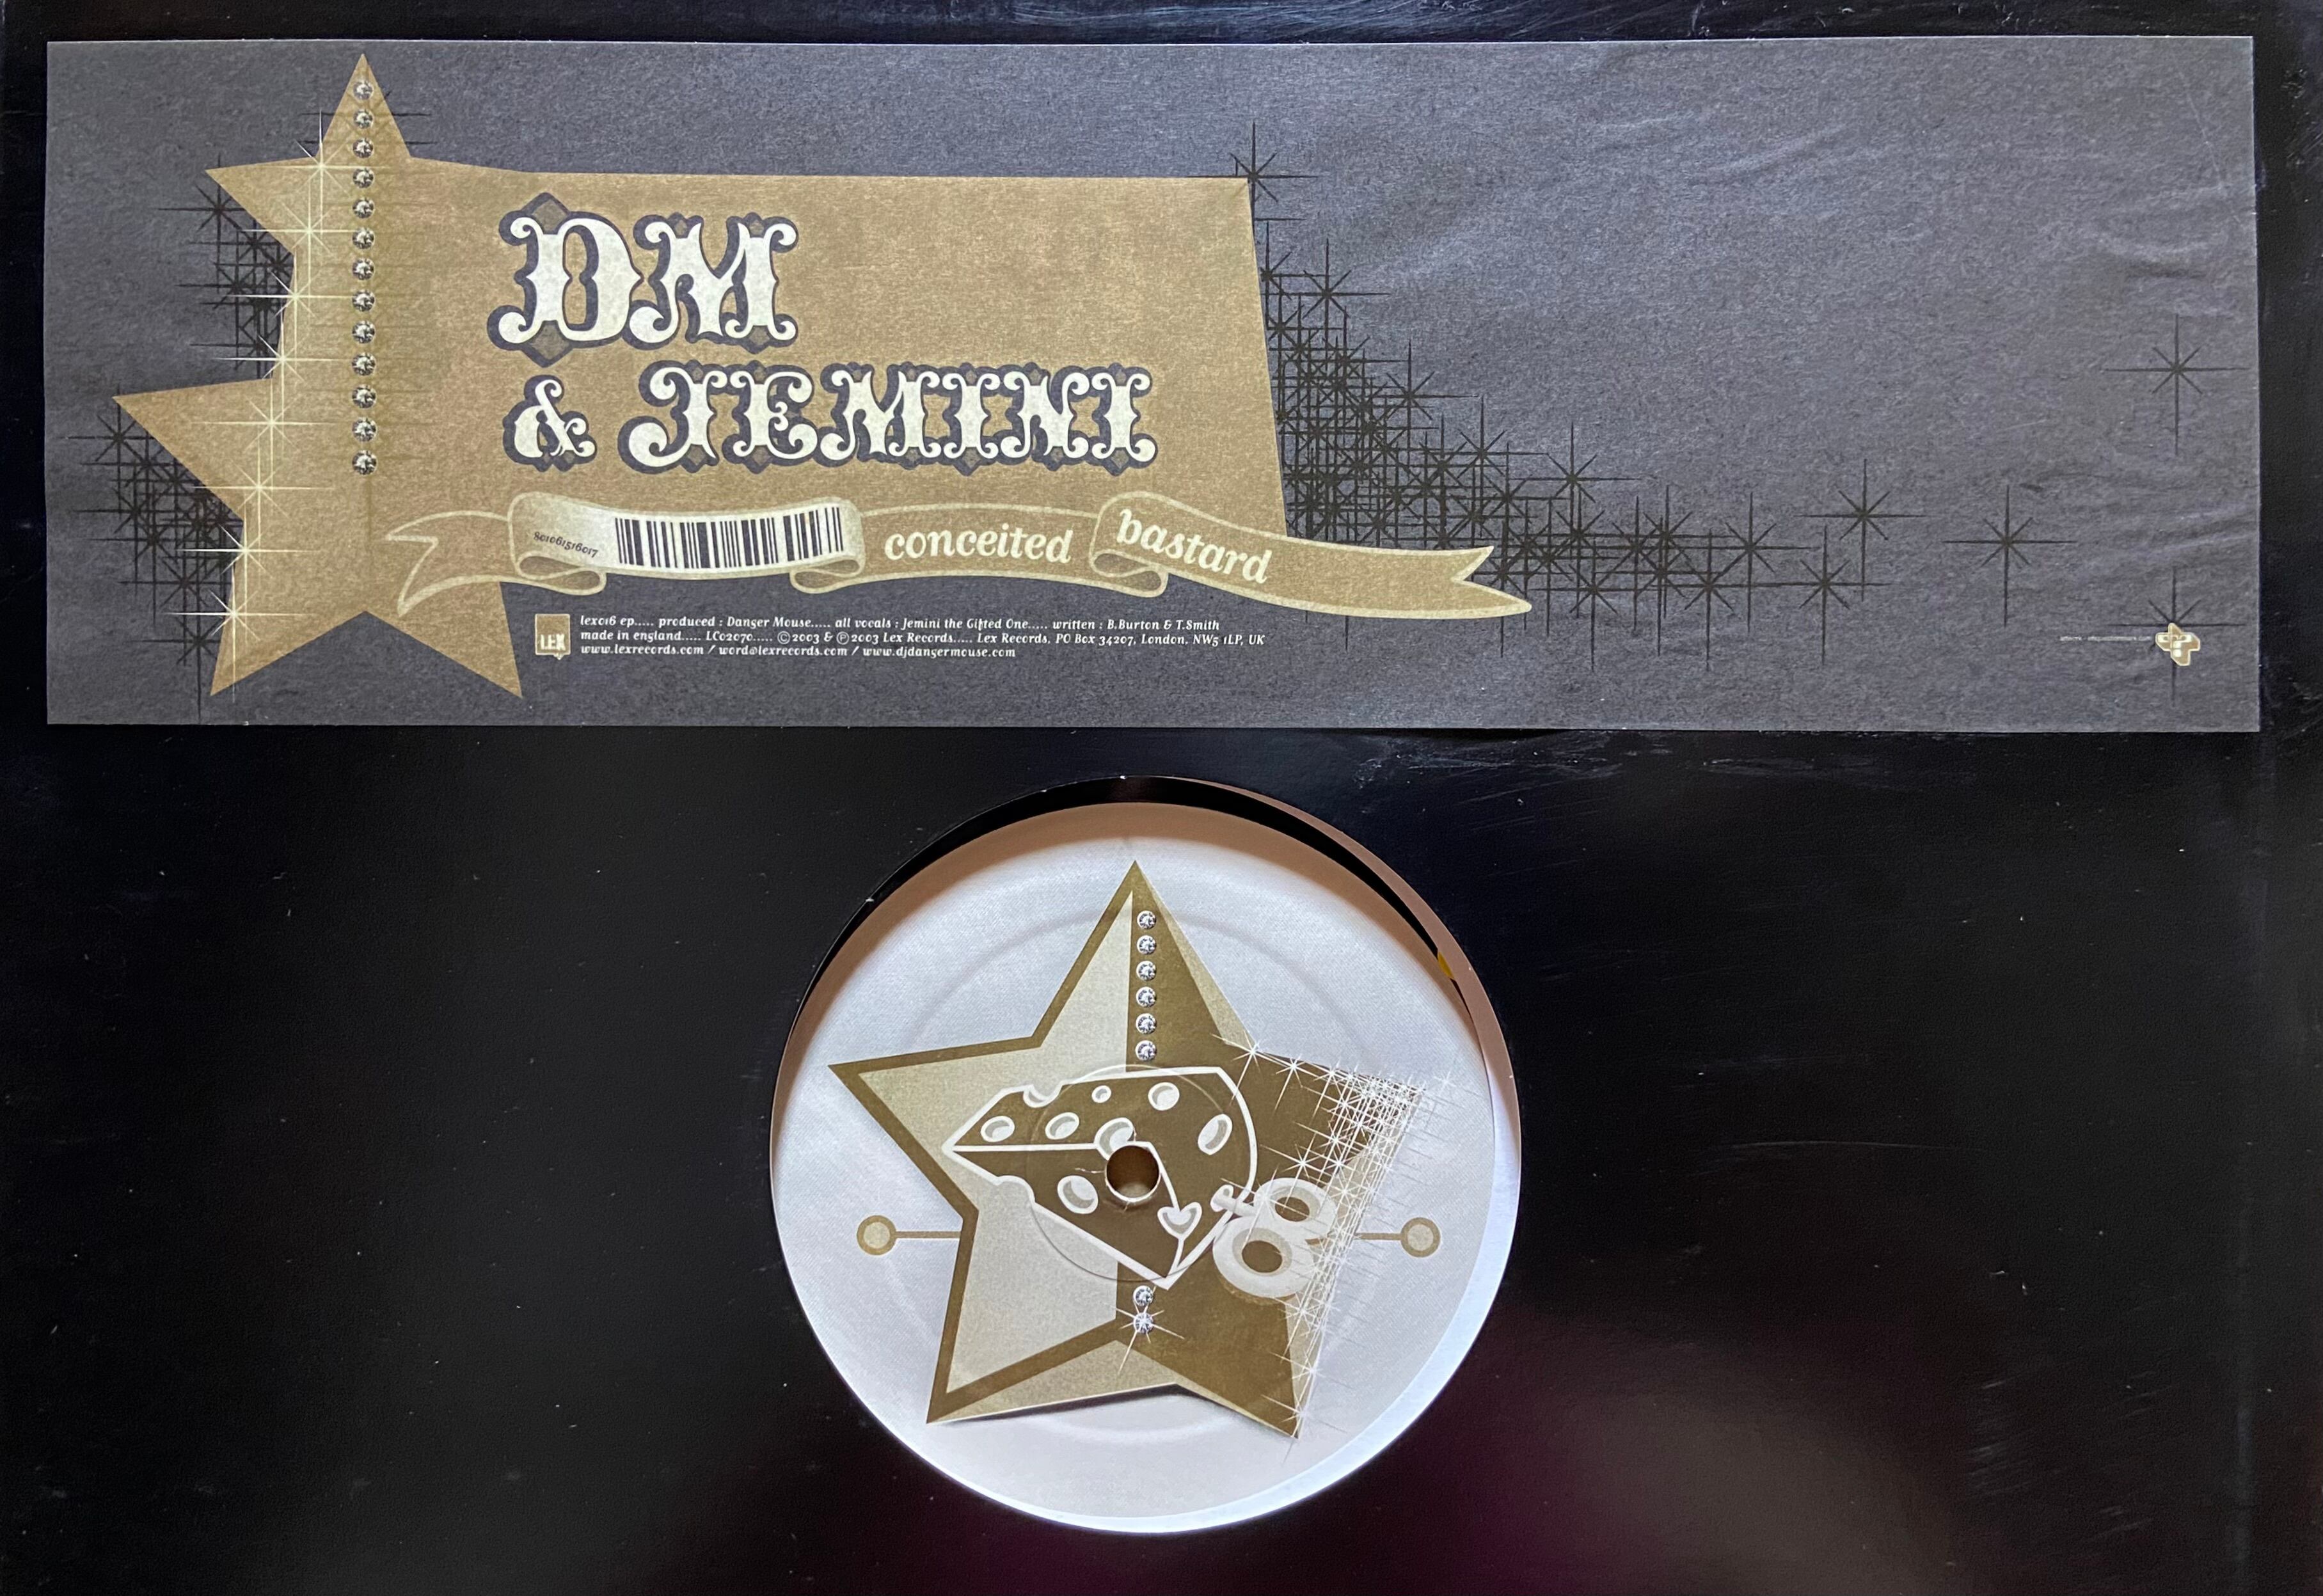 DM
& JEMINI
801061516017
conceited bastard
LEX
lex016 ep..... produced : Danger Mouse..... all vocals : Jemini the Gifted One..... written : B.Burton & T.Smith
made in england..... LC02070..... ©2003 & ℗2003 Lex Records..... Lex Records, PO Box 34207, London. NW5 1LP, UK
www.lexrecords.com / word@lexrecords.com / www.djdangermouse.com